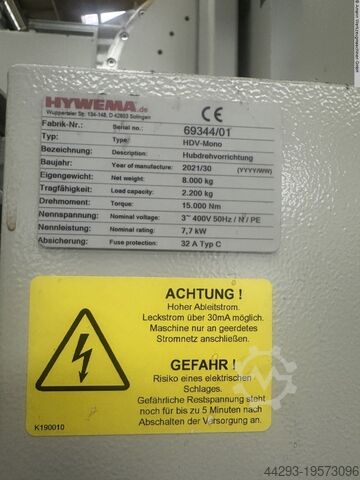 HYWEMA.de
Wuppertaler Str. 134-148, D 42653 Solingen
CE
Fabrik-Nr.: Serial no.: 69344/01
Typ: Type: HDV-Mono
Bezeichnung: Description: Hubdrehvorrichtung
Baujahr: Year of manufacture: 2021/30 (YYYY/WW)
Eigengewicht: Net weight: 8.000 kg
Tragfähigkeit: Load capacity: 2.200 kg
Drehmoment: Torque: 15.000 Nm
Nennspannung: Nominal voltage: 3~ 400V 50Hz / N / PE
Nennleistung: Nominal rating: 7,7 kW
Absicherung: Fuse protection: 32 A Typ C
ACHTUNG !
Hoher Ableitstrom.
Leckstrom über 30mA möglich.
Maschine nur an geerdetes
Stromnetz anschließen.
GEFAHR !
Risiko eines elektrischen
Schlages.
Gefährliche Restspannung steht
noch für bis zu 5 Minuten nach
Abschalten der Versorgung an.
K190010
44293-19573096